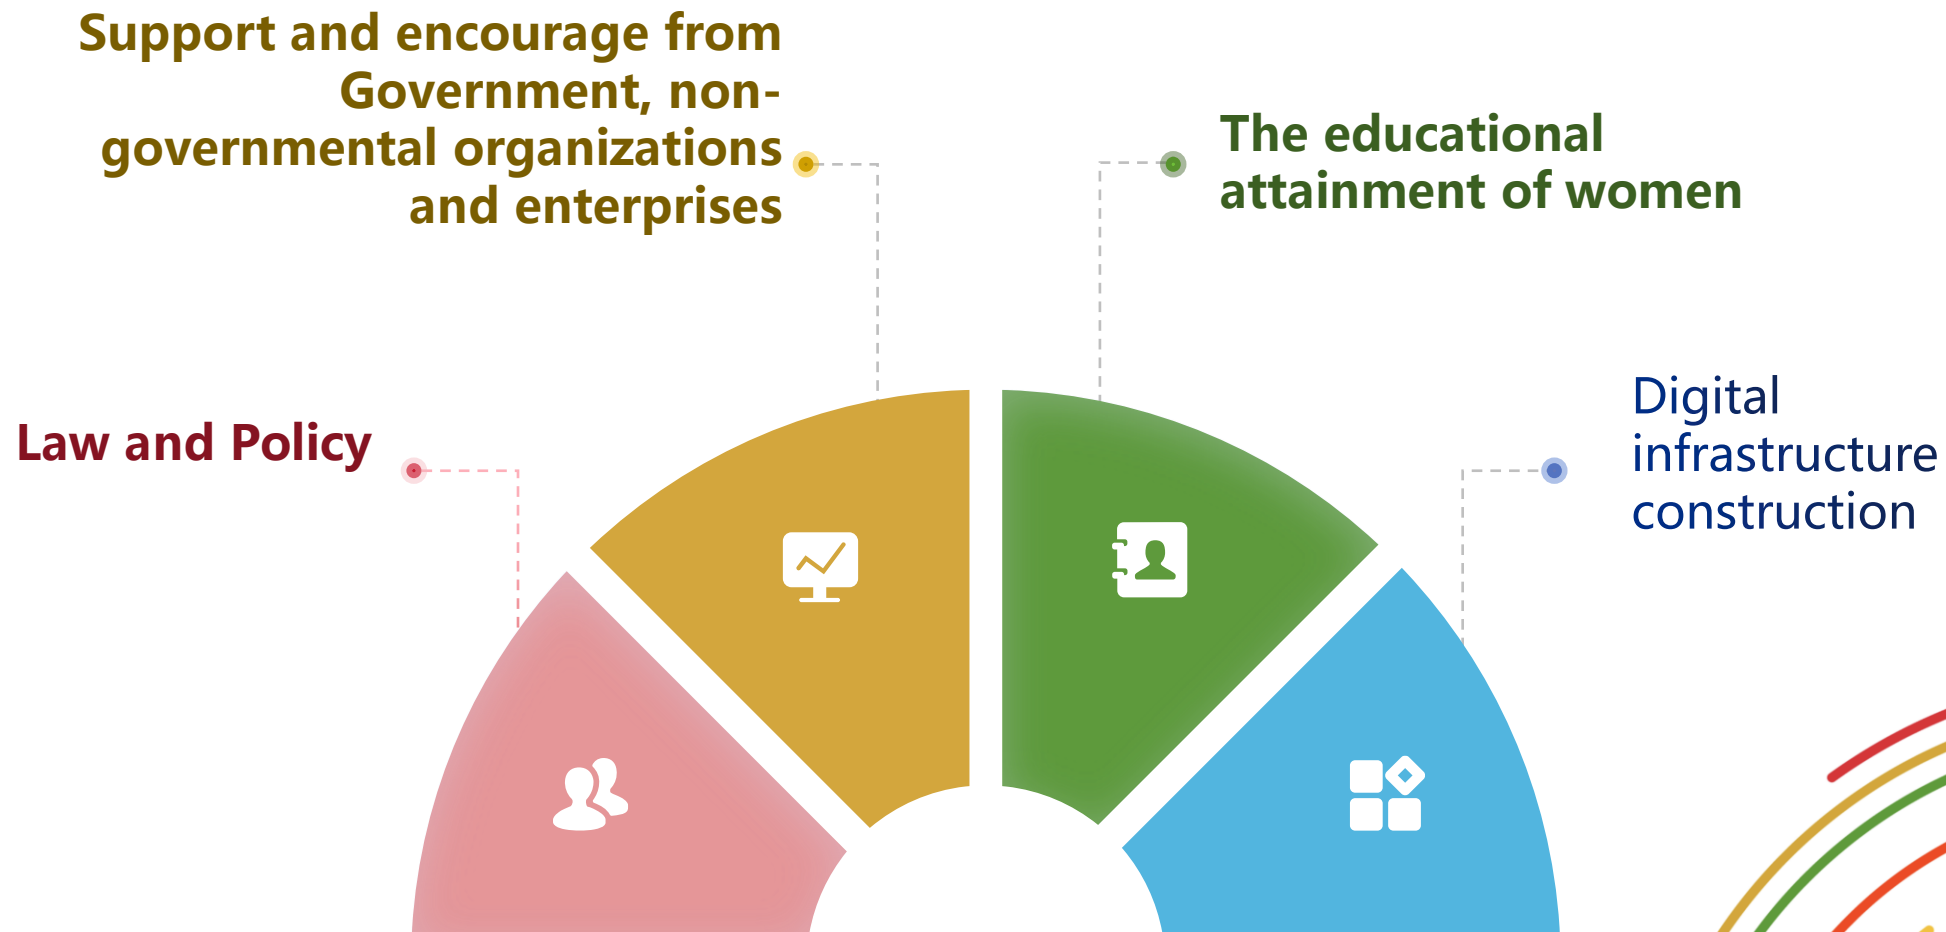 Support and encourage from
Government, non-
governmental organizations
and enterprises
The educational
attainment of women
Law and Policy
Digital
infrastructure
construction